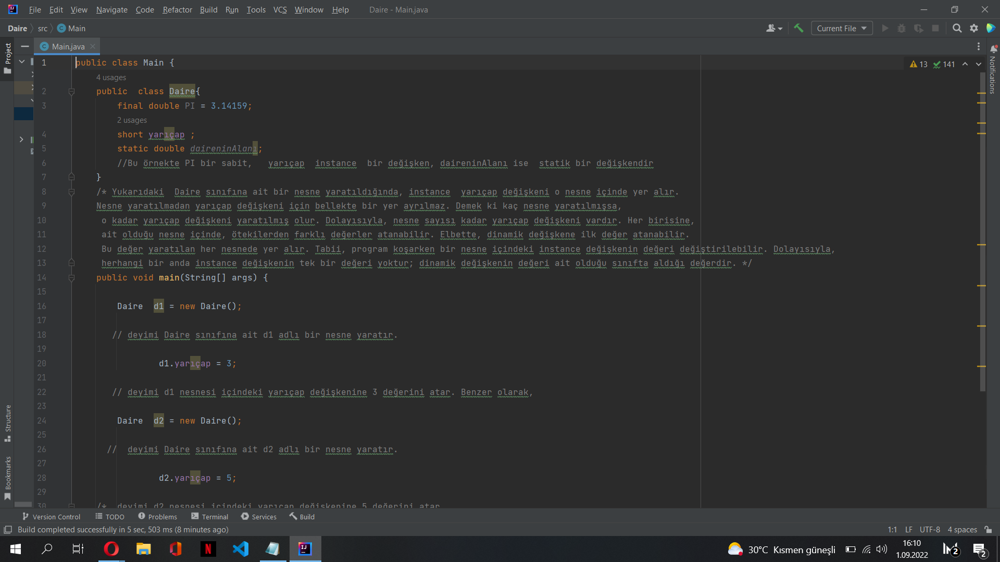 File Edit View Navigate Code Refactor Build Run Tools VCS Window Help Daire - Main.java
Daire src Main Current File
Project Main.java Notifications
1 public class Main { 13 141
4 usages
2 public class Daire{
3 final double PI = 3.14159;
2 usages
4 short yarıçap ;
5 static double daireninAlanı;
6 //Bu örnekte PI bir sabit, yarıçap instance bir değişken, daireninAlanı ise statik bir değişkendir
7 }
8 /* Yukarıdaki Daire sınıfına ait bir nesne yaratıldığında, instance yarıçap değişkeni o nesne içinde yer alır.
9 Nesne yaratılmadan yarıçap değişkeni için bellekte bir yer ayrılmaz. Demek ki kaç nesne yaratılmışsa,
10 o kadar yarıçap değişkeni yaratılmış olur. Dolayısıyla, nesne sayısı kadar yarıçap değişkeni vardır. Her birisine,
11 ait olduğu nesne içinde, ötekilerden farklı değerler atanabilir. Elbette, dinamik değişkene ilk değer atanabilir.
12 Bu değer yaratılan her nesnede yer alır. Tabii, program koşarken bir nesne içindeki instance değişkenin değeri değiştirilebilir. Dolayısıyla,
13 herhangi bir anda instance değişkenin tek bir değeri yoktur; dinamik değişkenin değeri ait olduğu sınıfta aldığı değerdir. */
14 public void main(String[] args) {
15
16 Daire d1 = new Daire();
17
18 // deyimi Daire sınıfına ait d1 adlı bir nesne yaratır.
19
20 d1.yarıçap = 3;
21
22 // deyimi d1 nesnesi içindeki yarıçap değişkenine 3 değerini atar. Benzer olarak,
23
24 Daire d2 = new Daire();
25
26 // deyimi Daire sınıfına ait d2 adlı bir nesne yaratır.
27
28 d2.yarıçap = 5;
29
30 /* deyimi d2 nesnesi içindeki yarıçap değişkenine 5 değerini atar
Structure
Bookmarks
Version Control TODO Problems Terminal Services Build
Build completed successfully in 5 sec, 503 ms (8 minutes ago) 1:1 LF UTF-8 4 spaces
30°C Kısmen güneşli 16:10
1.09.2022 2 2